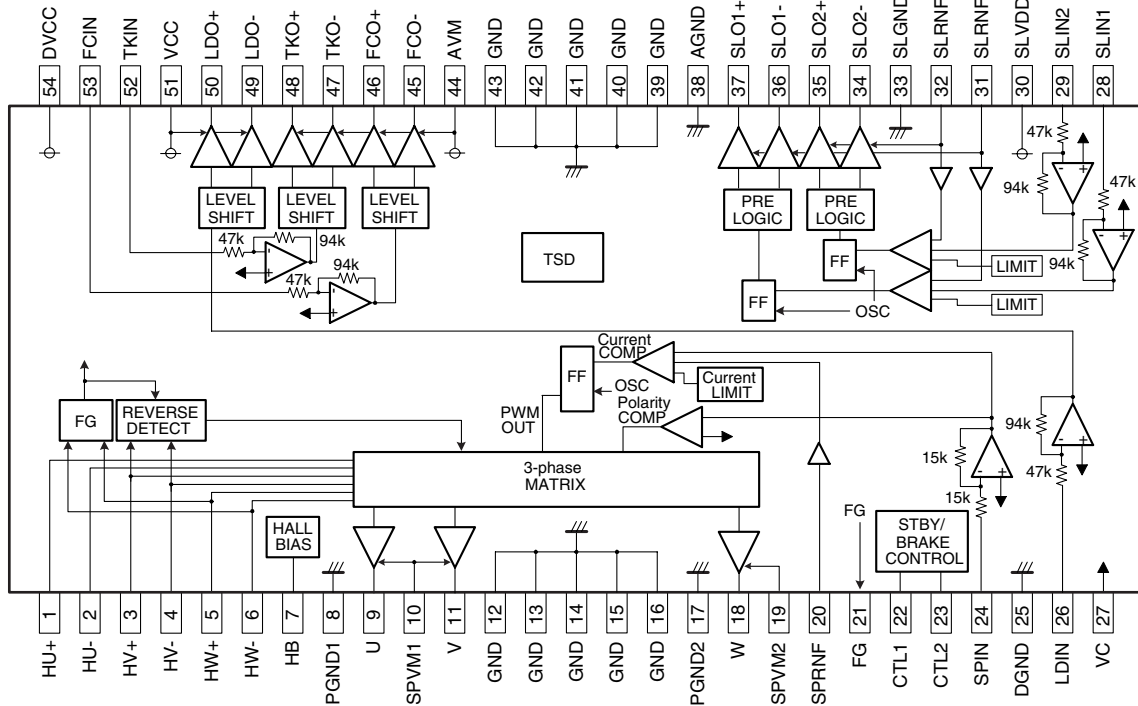 DVCC
FCIN
TKIN
VCC
LDO+
LDO-
TKO+
TKO-
FCO+
FCO-
AVM
GND
GND
GND
GND
GND
AGND
SLO1+
SLO1-
SLO2+
SLO2-
SLGND
SLRNF
SLRNF
SLVDD
SLIN2
SLIN1
54
53
52
51
50
49
48
47
46
45
44
43
42
41
40
39
38
37
36
35
34
33
32
31
30
29
28
47k
94k
- +
47k
- +
94k
LEVEL
SHIFT
LEVEL
SHIFT
LEVEL
SHIFT
PRE
LOGIC
PRE
LOGIC
47k
94k
-
+
47k
94k
-
+
TSD
FF
FF
LIMIT
LIMIT
OSC
Current
COMP
FF
OSC
Current
LIMIT
Polarity
COMP
PWM
OUT
FG
REVERSE
DETECT
3-phase
MATRIX
94k
- +
47k
15k
- +
15k
HALL
BIAS
FG
STBY/
BRAKE
CONTROL
1
2
3
4
5
6
7
8
9
10
11
12
13
14
15
16
17
18
19
20
21
22
23
24
25
26
27
HU+
HU-
HV+
HV-
HW+
HW-
HB
PGND1
U
SPVM1
V
GND
GND
GND
GND
GND
PGND2
W
SPVM2
SPRNF
FG
CTL1
CTL2
SPIN
DGND
LDIN
VC